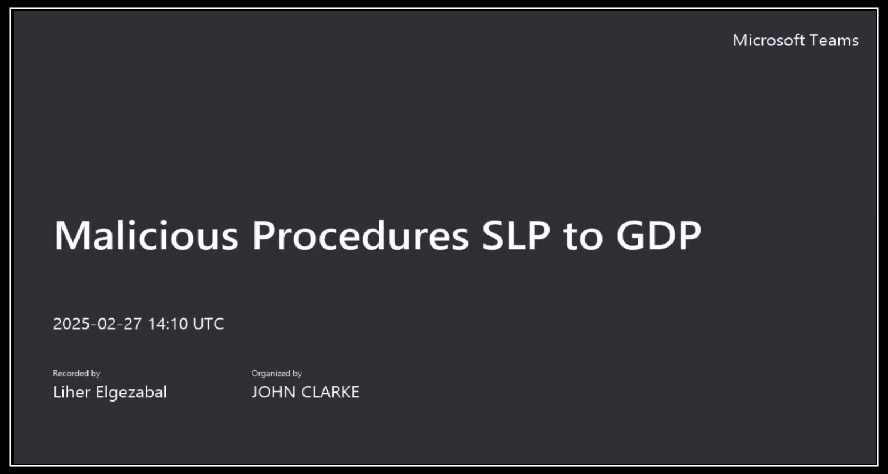 Microsoft Teams
Malicious Procedures SLP to GDP
2025-02-27 14:10 UTC
Recorded by
Liher Elgezabal
Organized by
JOHN CLARKE